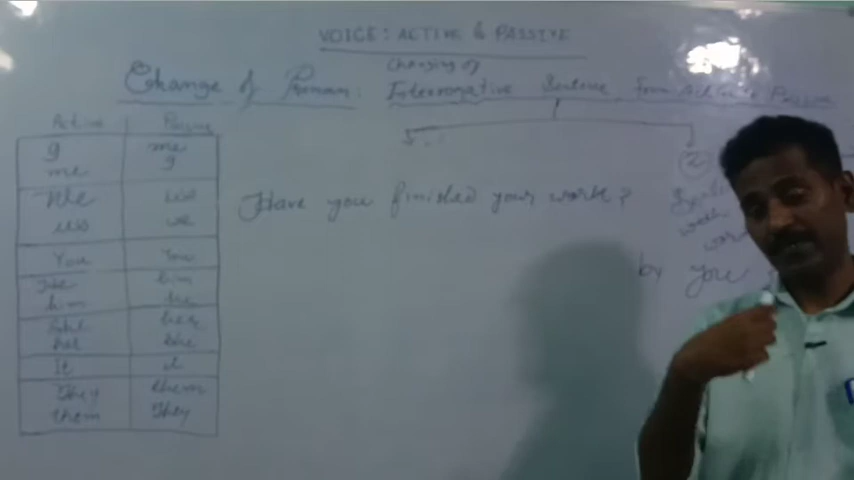 VOICE: ACTIVE & PASSIVE
Changing of
Change of Pronoun: Interrogative Sentence From Active Passive
Active Passive
I me
me I
We us
us we
You You
He him
him he
She her
her she
It it
They them
them They
Have you finished your work?
2
by you